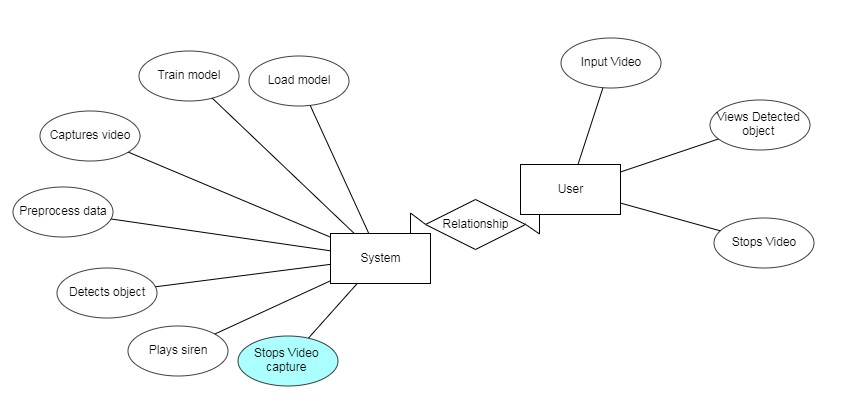 Input Video
Train model
Load model
Views Detected
object
Captures video
User
Preprocess data
Relationship
Stops Video
System
Detects object
Plays siren
Stops Video
capture